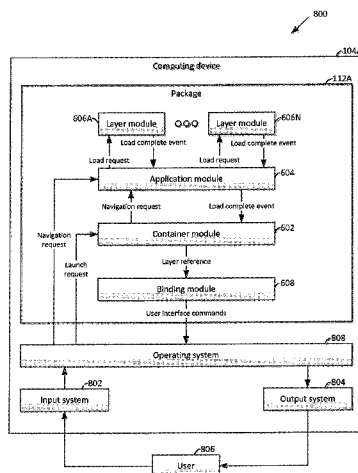 800
104
Computing device
112A
Package
606A
Layer module
Layer module
606N
Load complete event
Load complete event
Load request
Load request
Application module
604
Navigation request
Load complete event
Navigation request
Container module
602
Launch request
Layer reference
Binding module
608
User interface commands
Operating system
808
802
Input system
804
Output system
806
User